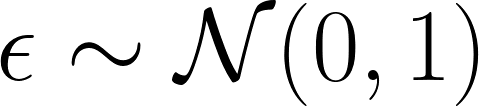 ϵ ∼ 𝒩(0, 1)